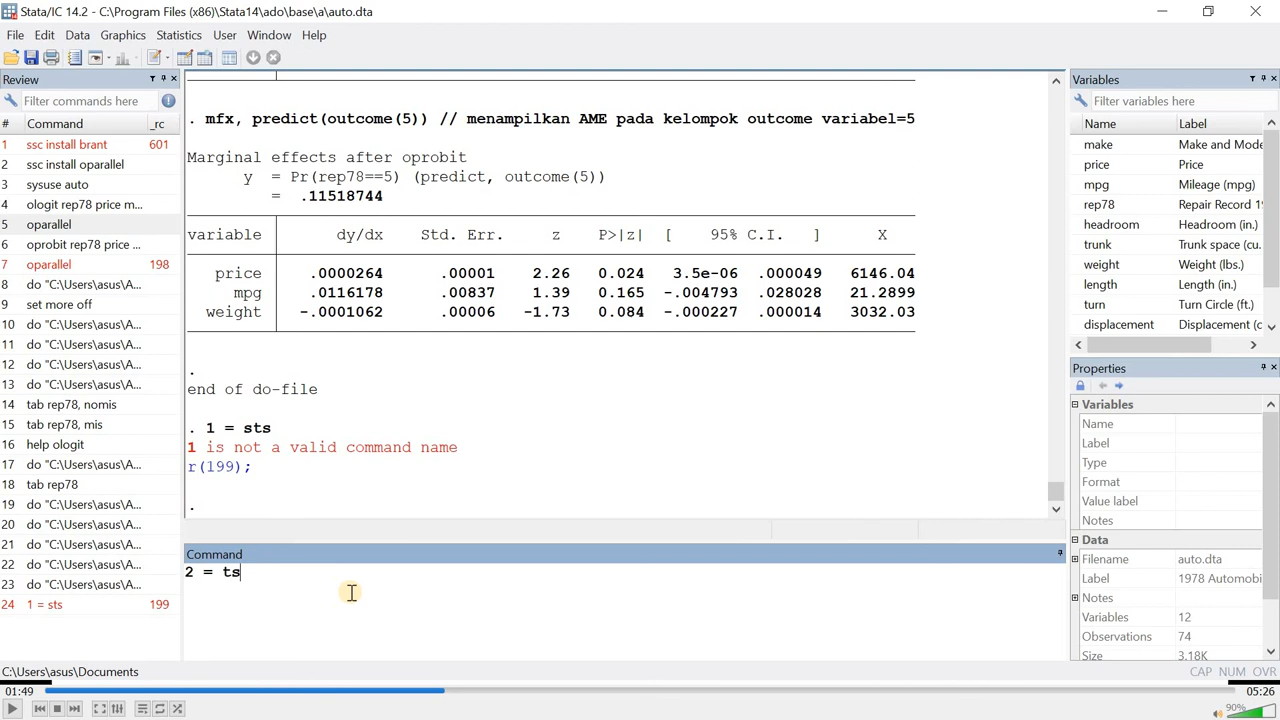 Stata/IC 14.2 - C:\Program Files (x86)\Stata14\ado\base\a\auto.dta
File Edit Data Graphics Statistics User Window Help
Review
Filter commands here
# Command _rc
1 ssc install brant 601
2 ssc install oparallel
3 sysuse auto
4 ologit rep78 price m...
5 oparallel
6 oprobit rep78 price ...
7 oparallel 198
8 do "C:\Users\asus\A...
9 set more off
10 do "C:\Users\asus\A...
11 do "C:\Users\asus\A...
12 do "C:\Users\asus\A...
13 do "C:\Users\asus\A...
14 tab rep78, nomis
15 tab rep78, mis
16 help ologit
17 do "C:\Users\asus\A...
18 tab rep78
19 do "C:\Users\asus\A...
20 do "C:\Users\asus\A...
21 do "C:\Users\asus\A...
22 do "C:\Users\asus\A...
23 do "C:\Users\asus\A...
24 1 = sts 199
. mfx, predict(outcome(5)) // menampilkan AME pada kelompok outcome variabel=5
Marginal effects after oprobit
y = Pr(rep78==5) (predict, outcome(5))
= .11518744
variable dy/dx Std. Err. z P>|z| [ 95% C.I. ] X
price .0000264 .00001 2.26 0.024 3.5e-06 .000049 6146.04
mpg .0116178 .00837 1.39 0.165 -.004793 .028028 21.2899
weight -.0001062 .00006 -1.73 0.084 -.000227 .000014 3032.03
.
end of do-file
. 1 = sts
1 is not a valid command name
r(199);
.
Command
2 = ts
Variables
Filter variables here
Name Label
make Make and Mode
price Price
mpg Mileage (mpg)
rep78 Repair Record 19
headroom Headroom (in.)
trunk Trunk space (cu.
weight Weight (lbs.)
length Length (in.)
turn Turn Circle (ft.)
displacement Displacement (c
Properties
Variables
Name
Label
Type
Format
Value label
Notes
Data
Filename auto.dta
Label 1978 Automobi
Notes
Variables 12
Observations 74
Size 3.18K
C:\Users\asus\Documents
CAP NUM OVR
01:49 05:26
90%